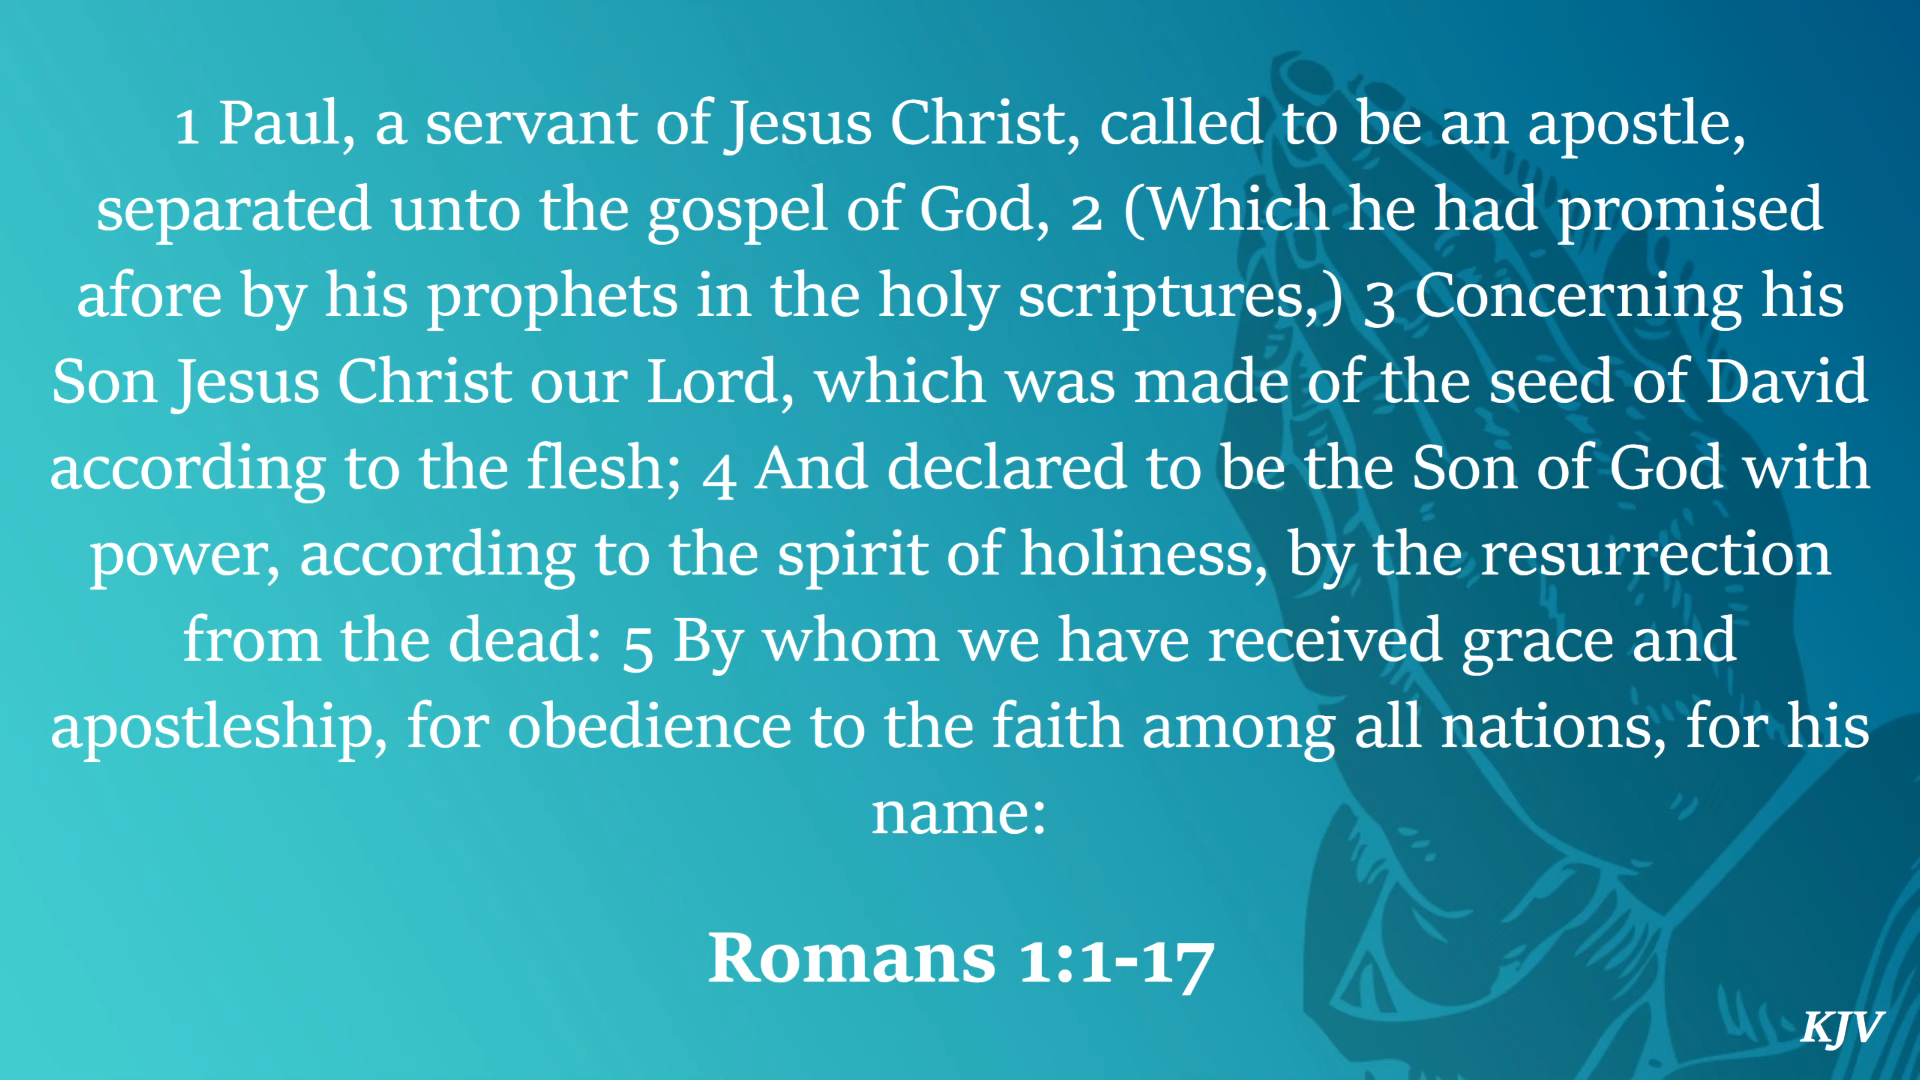 1 Paul, a servant of Jesus Christ, called to be an apostle,
separated unto the gospel of God, 2 (Which he had promised
afore by his prophets in the holy scriptures,) 3 Concerning his
Son Jesus Christ our Lord, which was made of the seed of David
according to the flesh; 4 And declared to be the Son of God with
power, according to the spirit of holiness, by the resurrection
from the dead: 5 By whom we have received grace and
apostleship, for obedience to the faith among all nations, for his
name:
Romans 1:1-17
KJV